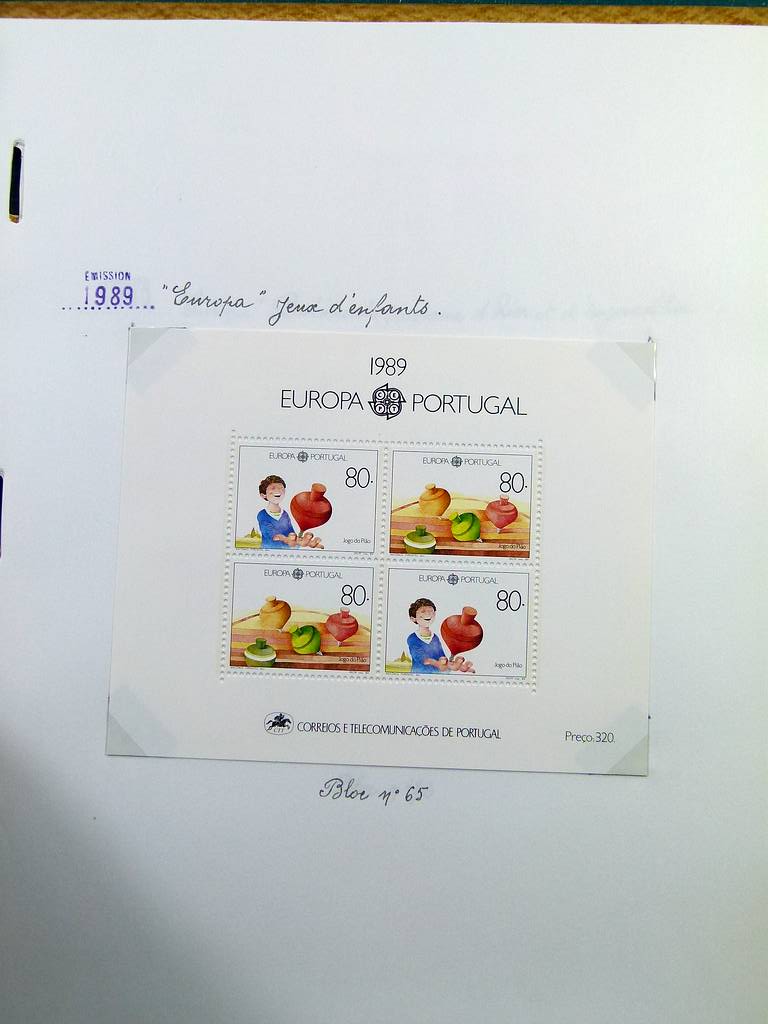 EMISSION
1989 "Europa" Jeux d'enfants.
1989
EUROPA PORTUGAL
EUROPA PORTUGAL
80.
Jogo do Pião
EUROPA PORTUGAL
80.
Jogo do Pião
EUROPA PORTUGAL
80.
Jogo do Pião
EUROPA PORTUGAL
80.
Jogo do Pião
CTT CORREIOS E TELECOMUNICAÇÕES DE PORTUGAL
Preço: 320.
Bloc n° 65